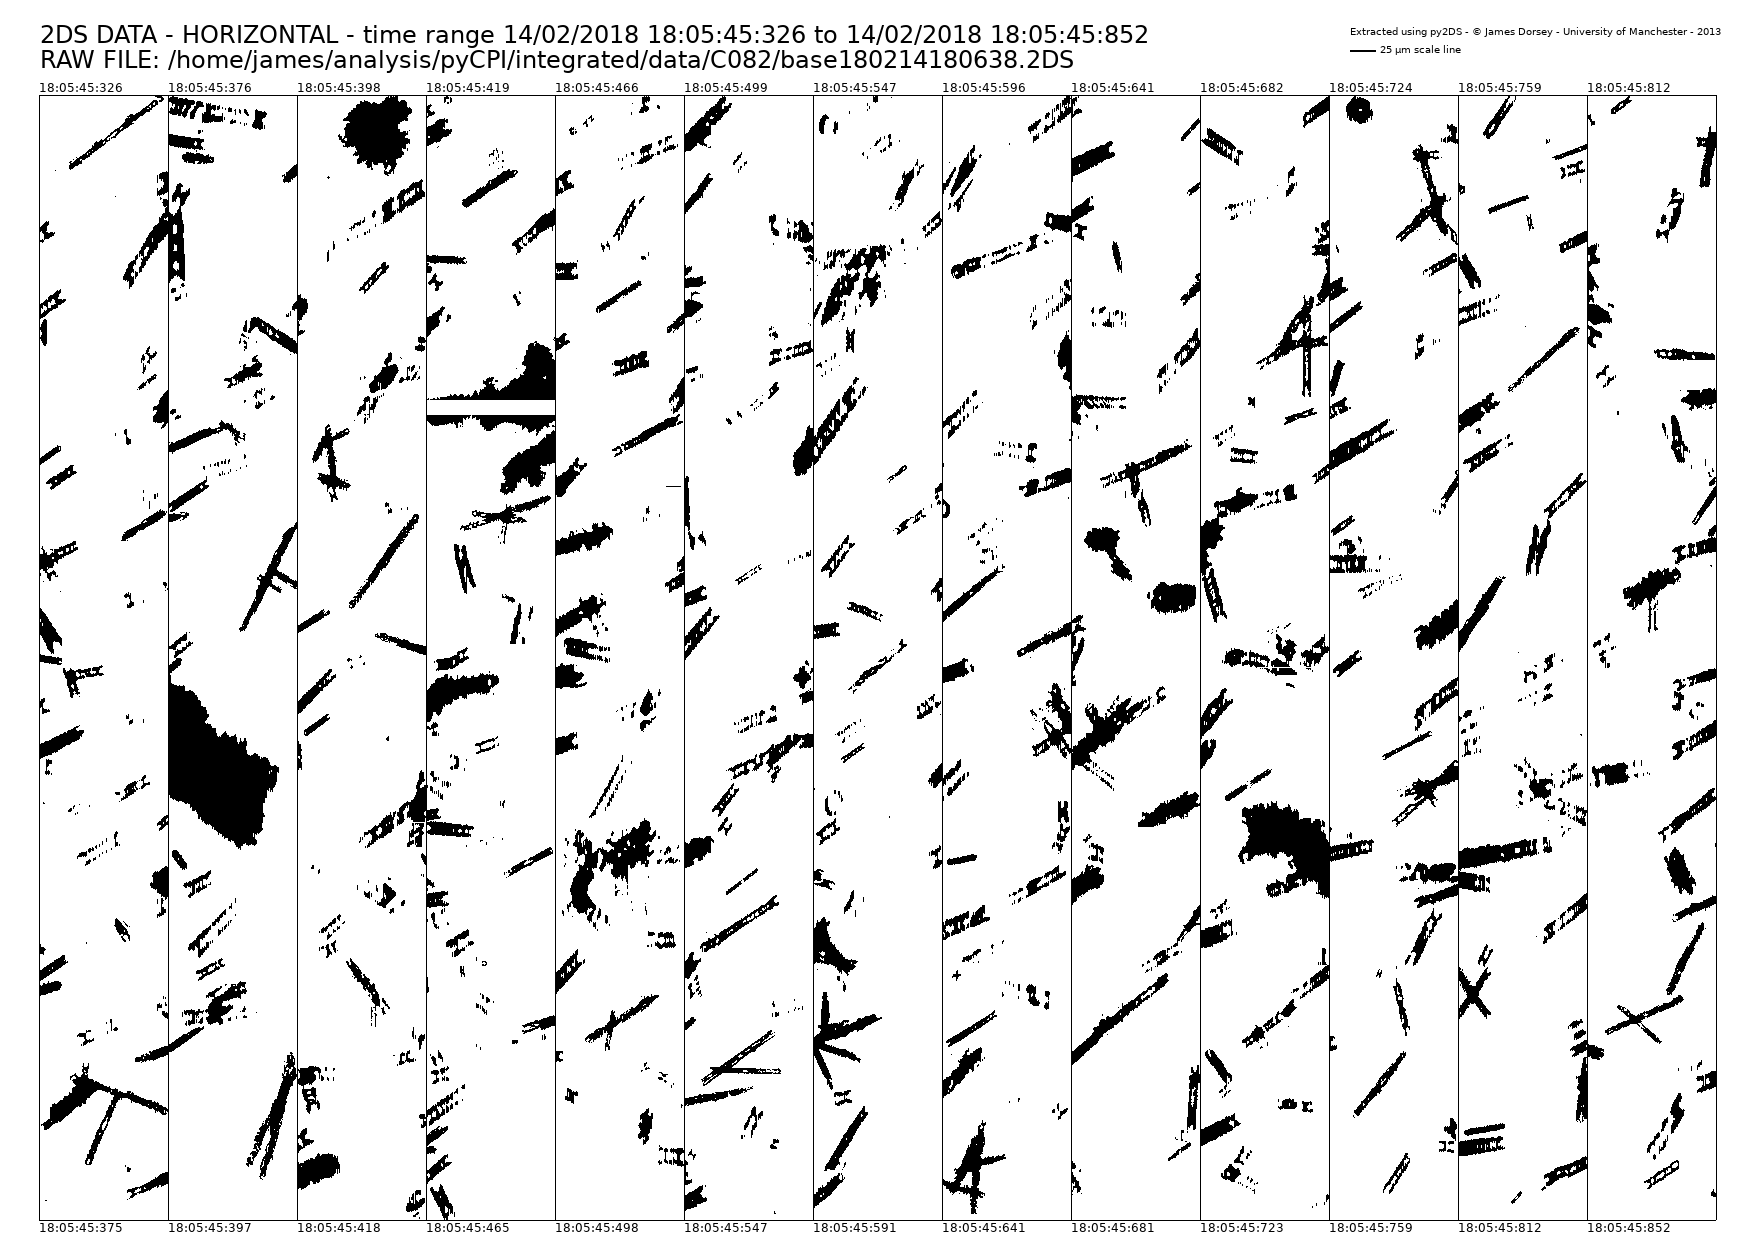 2DS DATA - HORIZONTAL - time range 14/02/2018 18:05:45:326 to 14/02/2018 18:05:45:852
RAW FILE: /home/james/analysis/pyCPI/integrated/data/C082/base180214180638.2DS
Extracted using py2DS - © James Dorsey - University of Manchester - 2013
25 µm scale line
18:05:45:326 18:05:45:376 18:05:45:398 18:05:45:419 18:05:45:466 18:05:45:499 18:05:45:547 18:05:45:596 18:05:45:641 18:05:45:682 18:05:45:724 18:05:45:759 18:05:45:812
18:05:45:375 18:05:45:397 18:05:45:418 18:05:45:465 18:05:45:498 18:05:45:547 18:05:45:591 18:05:45:641 18:05:45:681 18:05:45:723 18:05:45:759 18:05:45:812 18:05:45:852